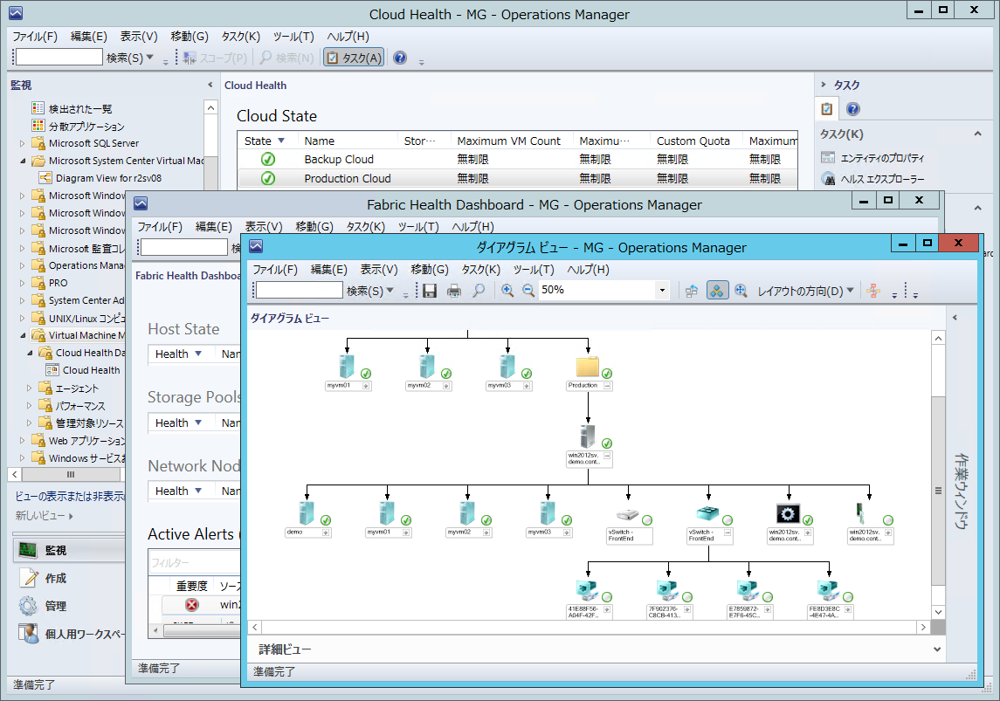 Cloud Health - MG - Operations Manager
ファイル(F) 編集(E) 表示(V) 移動(G) タスク(K) ツール(T) ヘルプ(H)
検索(S) スコープ(P) 検索(N) タスク(A)
監視
検出された一覧
分散アプリケーション
Microsoft SQL Server
Microsoft System Center Virtual Mac
Diagram View for r2sv08
Microsoft Window
Microsoft Window
Microsoft Window
Microsoft 監査コレ
Operations Mana
PRO
System Center Ad
UNIX/Linux コンピュ
Virtual Machine M
Cloud Health Da
Cloud Health
エージェント
パフォーマンス
管理対象リソース
Web アプリケーション
Windows サービスお
ビューの表示または非表示
新しいビュー
監視
作成
管理
個人用ワークスペー
準備完了
Cloud Health
Cloud State
State Name Stor… Maximum VM Count Maximu… Custom Quota Maximum
Backup Cloud 無制限 無制限 無制限 無制限
Production Cloud 無制限 無制限 無制限 無制限
タスク
タスク(K)
エンティティのプロパティ
ヘルス エクスプローラー
Fabric Health Dashboard - MG - Operations Manager
ファイル(F) 編集(E) 表示(V) 移動(G) タスク(K) ツール(T) ヘルプ(H)
検
Fabric Health Dashboa
Host State
Health Nan
Storage Pools
Health Nan
Network Nod
Health Nan
Active Alerts (
フィルター
重要度 ソース
win2
準備完了
ダイアグラム ビュー - MG - Operations Manager
ファイル(F) 編集(E) 表示(V) 移動(G) タスク(K) ツール(T) ヘルプ(H)
検索(S) 50% レイアウトの方向(D)
ダイアグラム ビュー
myvm01 myvm02 myvm03 Production
win2012sv.
demo.cont...
demo myvm01 myvm02 myvm03 vSwitch - vSwitch - win2012sv. win2012sv.
FrontEnd FrontEnd demo.cont... demo.cont...
41E88F56- 7F902376- E7859872- FE8D3E8C
A04F-42F... C8CB-413... E7F6-45C... -4E47-4A...
作業ウィンドウ
詳細ビュー
準備完了